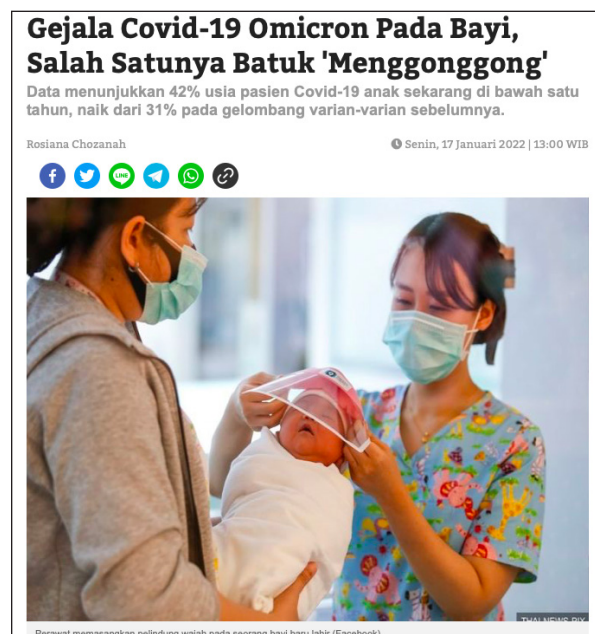 Gejala Covid-19 Omicron Pada Bayi,
Salah Satunya Batuk 'Menggonggong'
Data menunjukkan 42% usia pasien Covid-19 anak sekarang di bawah satu
tahun, naik dari 31% pada gelombang varian-varian sebelumnya.
Rosiana Chozanah
Senin, 17 Januari 2022 | 13:00 WIB
LINE
THAI NEWS PIX
Perawat memasangkan pelindung wajah pada seorang bayi baru lahir (Facebook)